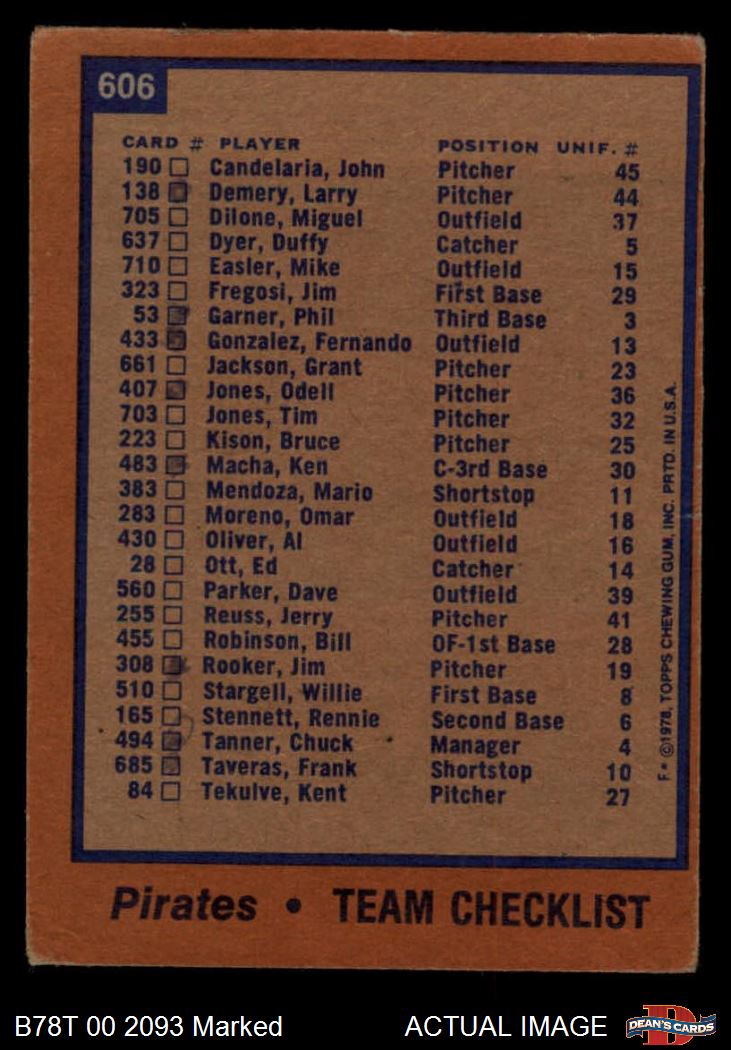 606
CARD # PLAYER POSITION UNIF. #
190 Candelaria, John Pitcher 45
138 Demery, Larry Pitcher 44
705 Dilone, Miguel Outfield 37
637 Dyer, Duffy Catcher 5
710 Easler, Mike Outfield 15
323 Fregosi, Jim First Base 29
53 Garner, Phil Third Base 3
433 Gonzalez, Fernando Outfield 13
661 Jackson, Grant Pitcher 23
407 Jones, Odell Pitcher 36
703 Jones, Tim Pitcher 32
223 Kison, Bruce Pitcher 25
483 Macha, Ken C-3rd Base 30
383 Mendoza, Mario Shortstop 11
283 Moreno, Omar Outfield 18
430 Oliver, Al Outfield 16
28 Ott, Ed Catcher 14
560 Parker, Dave Outfield 39
255 Reuss, Jerry Pitcher 41
455 Robinson, Bill OF-1st Base 28
308 Rooker, Jim Pitcher 19
510 Stargell, Willie First Base 8
165 Stennett, Rennie Second Base 6
494 Tanner, Chuck Manager 4
685 Taveras, Frank Shortstop 10
84 Tekulve, Kent Pitcher 27
F* ©1978, TOPPS CHEWING GUM, INC. PRTD. IN U.S.A.
Pirates • TEAM CHECKLIST
B78T 00 2093 Marked ACTUAL IMAGE
D
DEAN'S CARDS